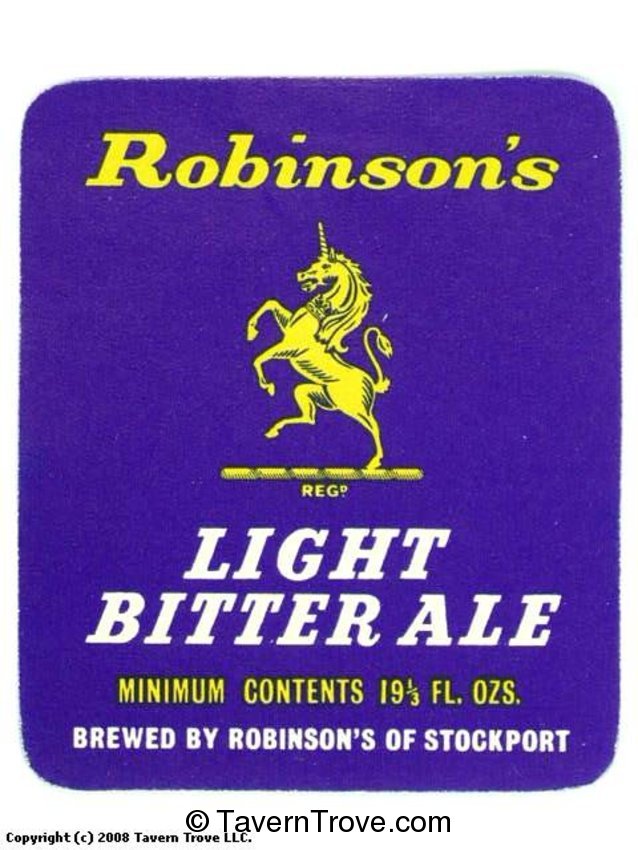 Robinson's
REGD
LIGHT
BITTER ALE
MINIMUM CONTENTS 19⅓ FL. OZS.
BREWED BY ROBINSON'S OF STOCKPORT
© TavernTrove.com
Copyright (c) 2008 Tavern Trove LLC.